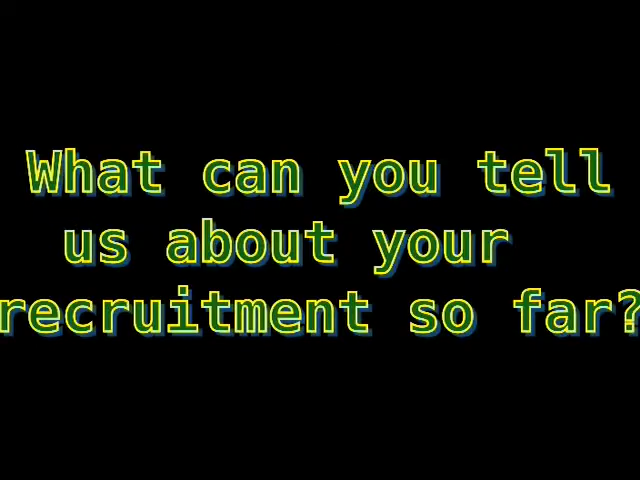 What can you tell
us about your
recruitment so far?